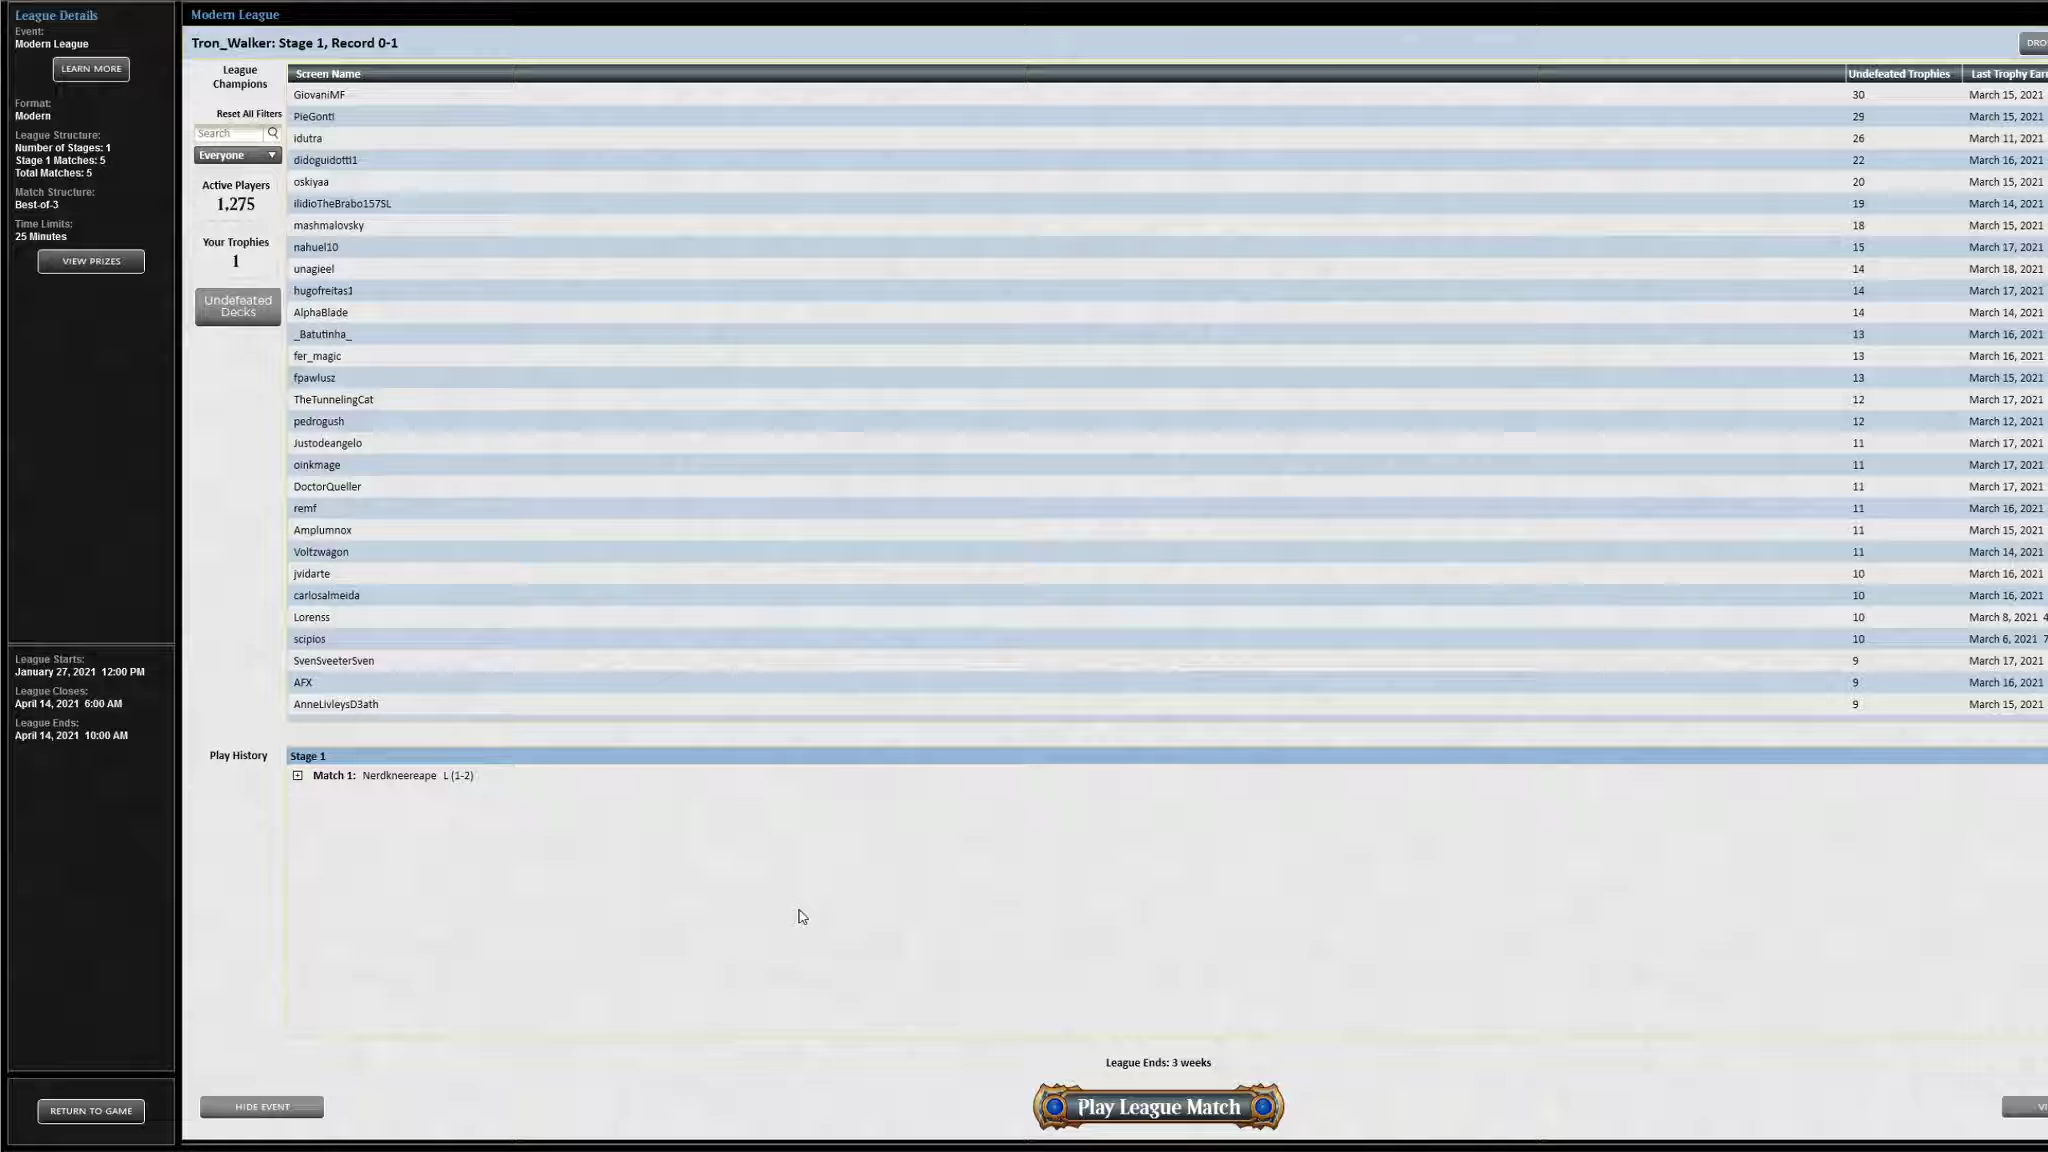 League Details
Event:
Modern League
LEARN MORE
Format:
Modern
League Structure:
Number of Stages: 1
Stage 1 Matches: 5
Total Matches: 5
Match Structure:
Best-of-3
Time Limits:
25 Minutes
VIEW PRIZES
League Starts:
January 27, 2021 12:00 PM
League Closes:
April 14, 2021 6:00 AM
League Ends:
April 14, 2021 10:00 AM
RETURN TO GAME
Modern League
Tron_Walker: Stage 1, Record 0-1
League
Champions
Reset All Filters
Search
Everyone
Active Players
1,275
Your Trophies
1
Undefeated
Decks
Screen Name Undefeated Trophies Last Trophy
GiovaniMF 30 March 15, 2021
PieGonti 29 March 15, 2021
idutra 26 March 11, 2021
didoguidotti1 22 March 16, 2021
oskiyaa 20 March 15, 2021
ilidioTheBrabo157SL 19 March 14, 2021
mashmalovsky 18 March 15, 2021
nahuel10 15 March 17, 2021
unagieel 14 March 18, 2021
hugofreitas1 14 March 17, 2021
AlphaBlade 14 March 14, 2021
_Batutinha_ 13 March 16, 2021
fer_magic 13 March 16, 2021
fpawlusz 13 March 15, 2021
TheTunnelingCat 12 March 17, 2021
pedrogush 12 March 12, 2021
Justodeangelo 11 March 17, 2021
oinkmage 11 March 17, 2021
DoctorQueller 11 March 17, 2021
remf 11 March 16, 2021
Amplumnox 11 March 15, 2021
Voltzwagon 11 March 14, 2021
jvidarte 10 March 16, 2021
carlosalmeida 10 March 16, 2021
Lorenss 10 March 8, 2021 4
scipios 10 March 6, 2021 7
SvenSveeterSven 9 March 17, 2021
AFX 9 March 16, 2021
AnneLivleysD3ath 9 March 15, 2021
Play History
Stage 1
Match 1: Nerdkneereape L (1-2)
League Ends: 3 weeks
HIDE EVENT
Play League Match